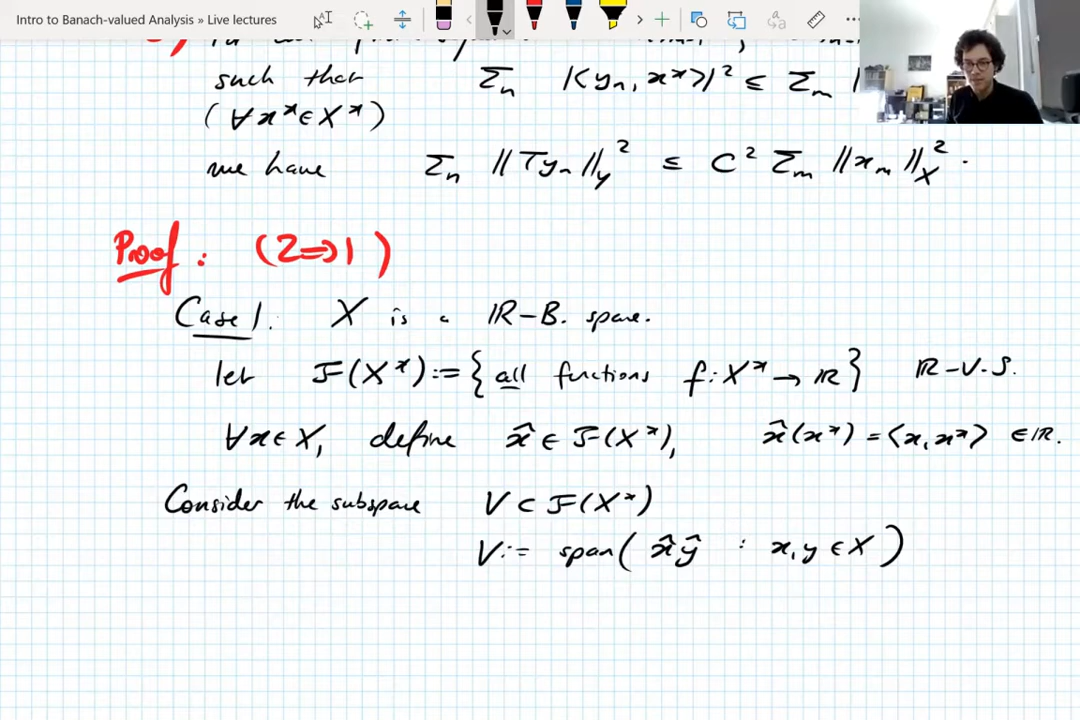 Intro to Banach-valued Analysis » Live lectures
such that Σn |⟨yn, x*⟩|² ≤ Σm |
(∀x*∈X*)
we have Σn ‖Tyn‖Y² ≤ C² Σm ‖xm‖X² .
Proof : (2⇒1)
Case 1. X is a ℝ-B. space.
let F(X*) := { all functions f: X* → ℝ } ℝ-V.S.
∀x∈X, define x̂ ∈ F(X*), x̂(x*) = ⟨x, x*⟩ ∈ ℝ.
Consider the subspace V ⊂ F(X*)
V := span( x̂ŷ : x, y ∈ X )